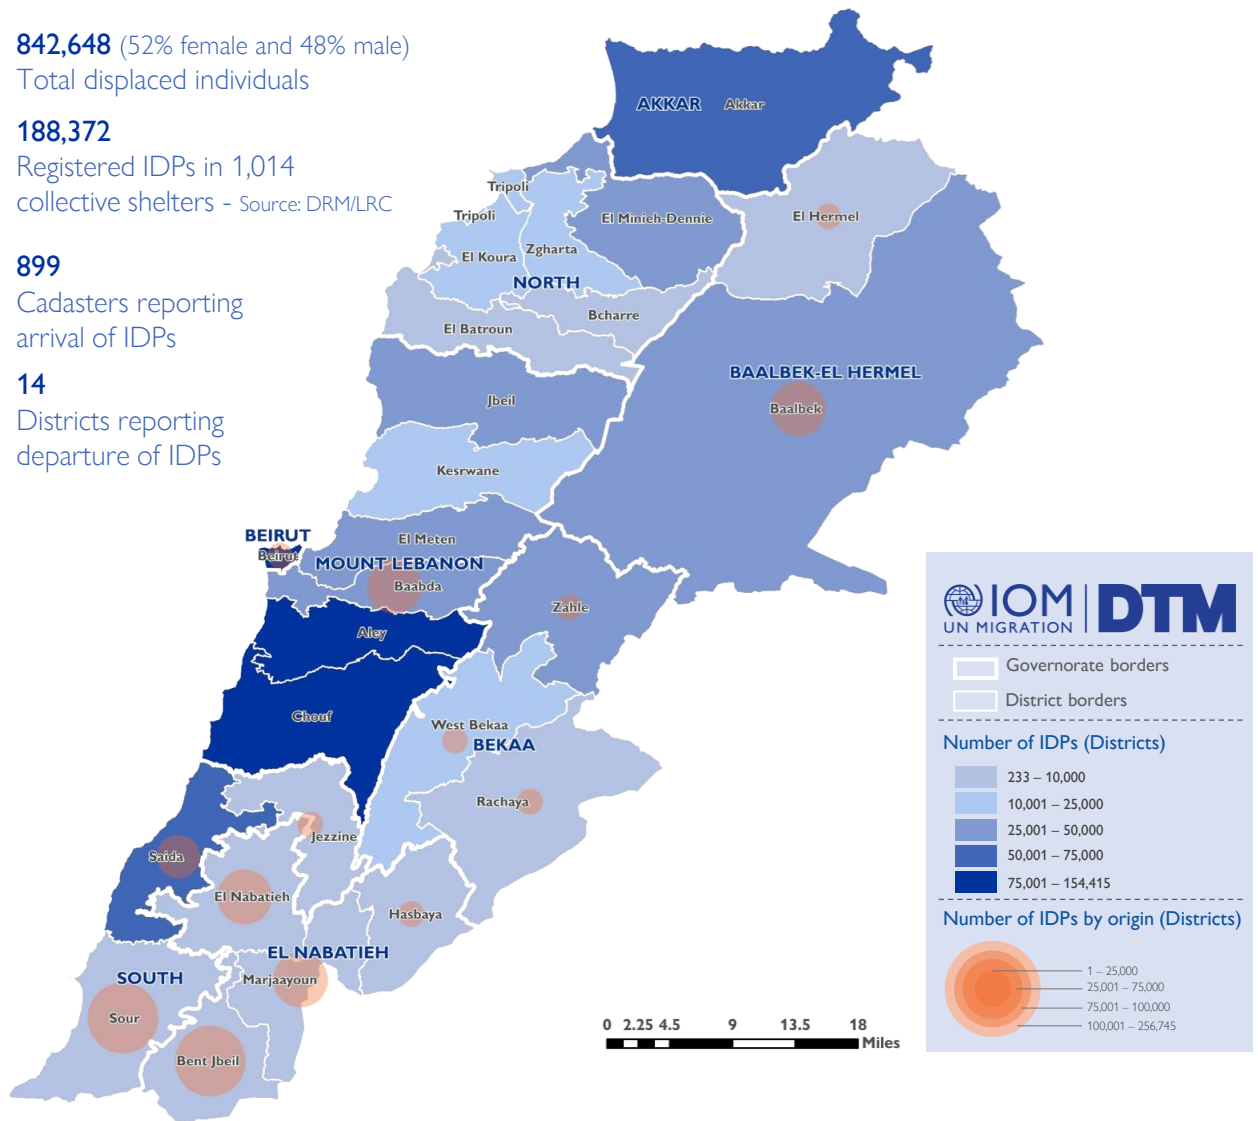 842,648 (52% female and 48% male)
Total displaced individuals
188,372
Registered IDPs in 1,014
collective shelters - Source: DRM/LRC
899
Cadasters reporting
arrival of IDPs
14
Districts reporting
departure of IDPs
AKKAR
Akkar
Tripoli
Tripoli
El Minieh-Dennie
El Hermel
El Koura
Zgharta
NORTH
Bcharre
El Batroun
BAALBEK-EL HERMEL
Baalbek
Jbeil
Kesrwane
BEIRUT
Beirut
El Meten
MOUNT LEBANON
Baabda
Zahle
Aley
Chouf
West Bekaa
BEKAA
Rachaya
Jezzine
Saida
El Nabatieh
Hasbaya
EL NABATIEH
Marjaayoun
SOUTH
Sour
Bent Jbeil
0 2.25 4.5 9 13.5 18
Miles
IOM
UN MIGRATION
DTM
Governorate borders
District borders
Number of IDPs (Districts)
233 – 10,000
10,001 – 25,000
25,001 – 50,000
50,001 – 75,000
75,001 – 154,415
Number of IDPs by origin (Districts)
1 – 25,000
25,001 – 75,000
75,001 – 100,000
100,001 – 256,745